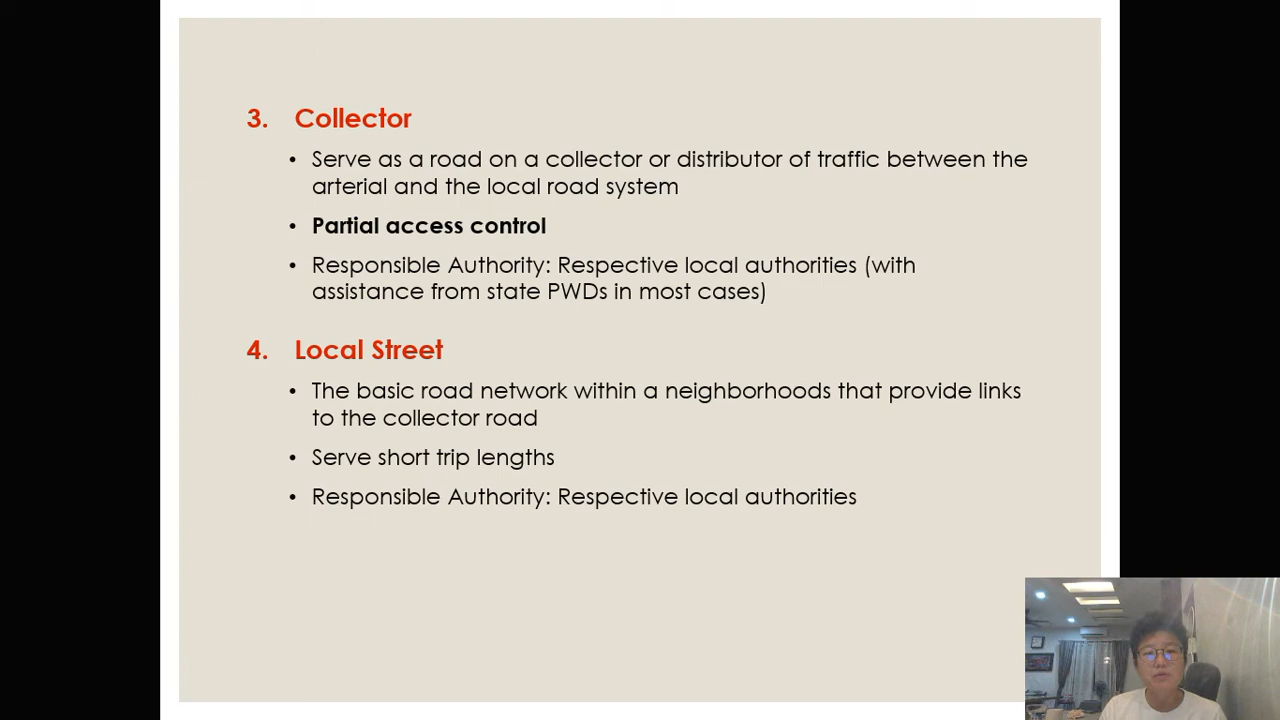 3. Collector
• Serve as a road on a collector or distributor of traffic between the
arterial and the local road system
• Partial access control
• Responsible Authority: Respective local authorities (with
assistance from state PWDs in most cases)
4. Local Street
• The basic road network within a neighborhoods that provide links
to the collector road
• Serve short trip lengths
• Responsible Authority: Respective local authorities